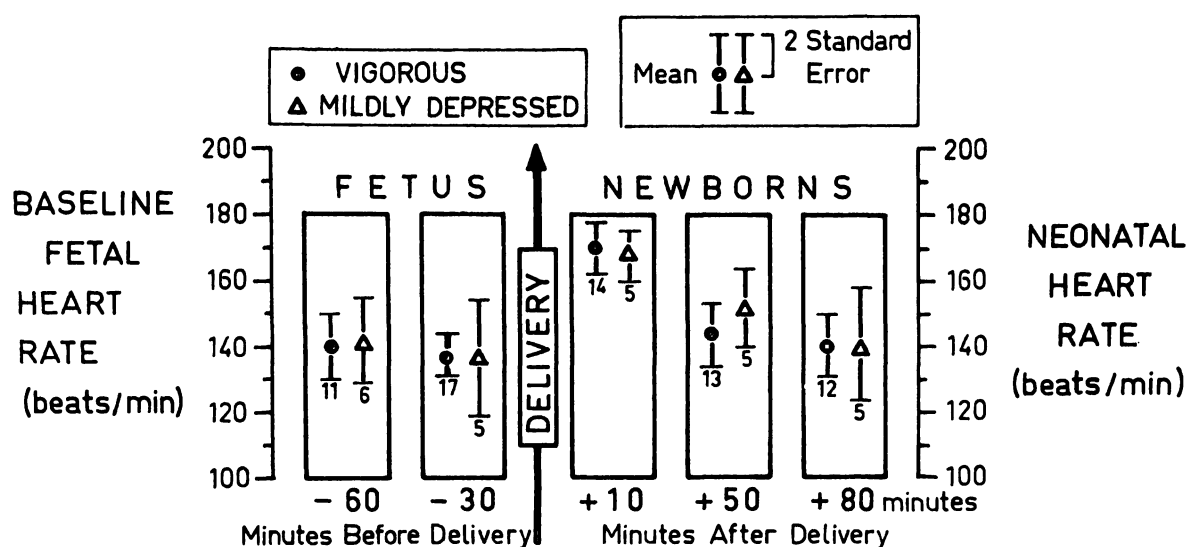 VIGOROUS
MILDLY DEPRESSED
Mean
2 Standard
Error
BASELINE
FETAL
HEART
RATE
(beats/min)
200
180
160
140
120
100
FETUS
NEWBORNS
DELIVERY
11
6
17
5
14
5
13
5
12
5
200
180
160
140
120
100
NEONATAL
HEART
RATE
(beats/min)
- 60
- 30
+10
+50
+ 80 minutes
Minutes Before Delivery
Minutes After Delivery